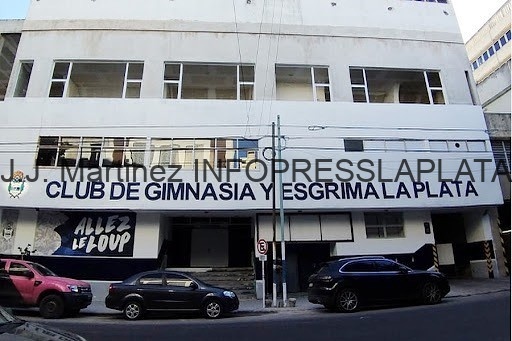 J.J. Martinez INFOPRESSLAPLATA
CLUB DE GIMNASIA Y ESGRIMA LA PLATA
ALLEZ
LE LOUP